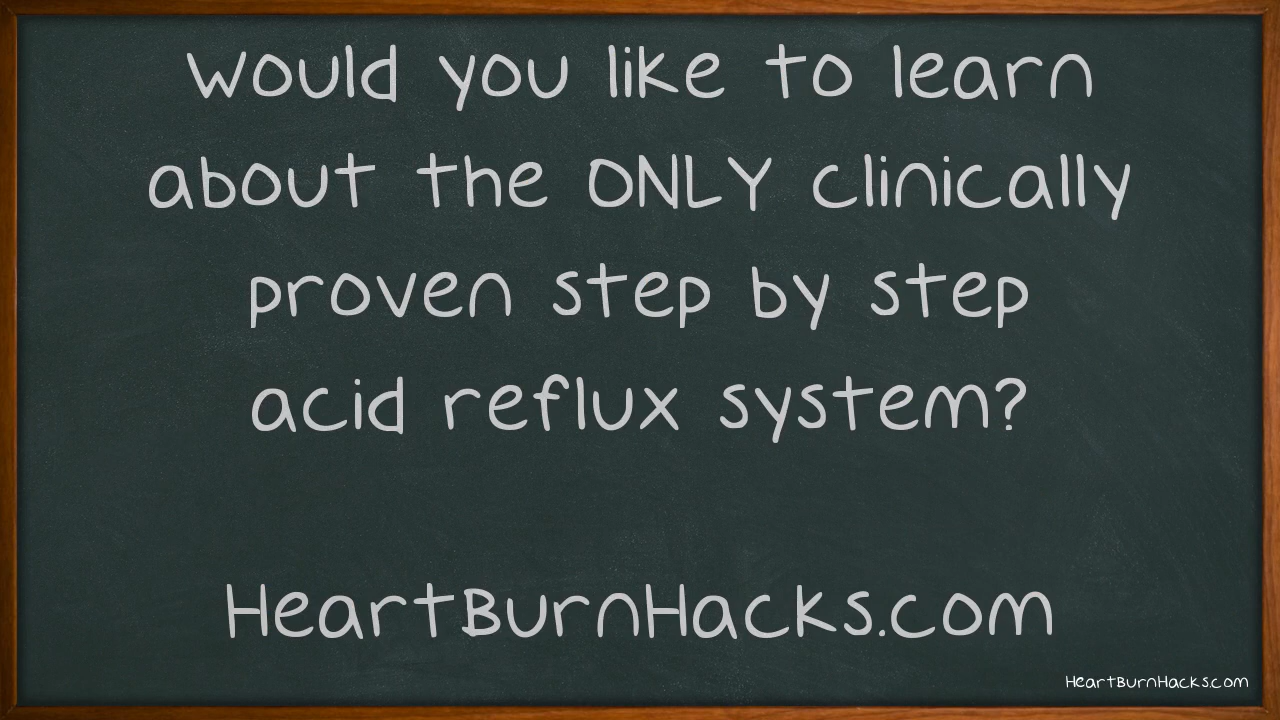 Would you like to learn
about the ONLY clinically
proven step by step
acid reflux system?
HeartBurnHacks.com
HeartBurnHacks.com